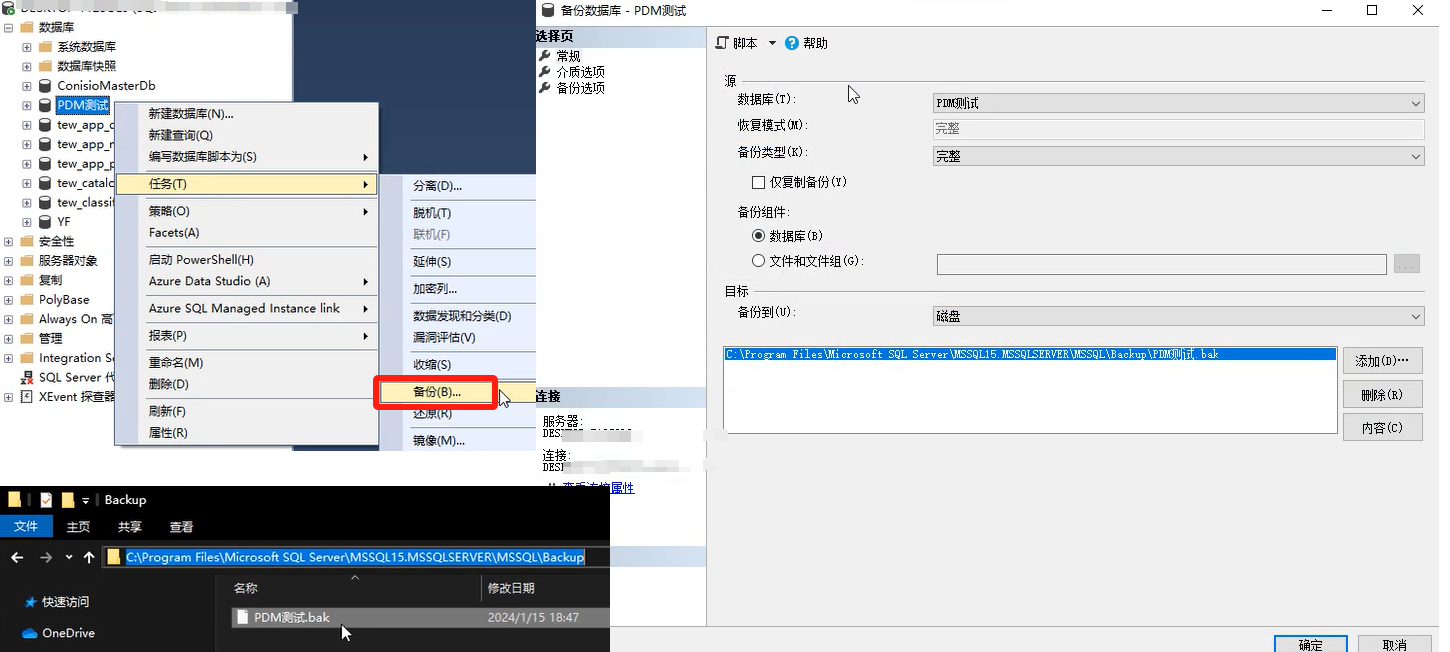 数据库
系统数据库
数据库快照
ConisioMasterDb
PDM测试
tew_app_
tew_app_
tew_app_
tew_catalo
tew_classif
YF
安全性
服务器对象
复制
PolyBase
Always On 高
管理
Integration Se
SQL Server 代
XEvent 探查器
新建数据库(N)...
新建查询(Q)
编写数据库脚本为(S)
任务(T)
策略(O)
Facets(A)
启动 PowerShell(H)
Azure Data Studio (A)
Azure SQL Managed Instance link
报表(P)
重命名(M)
删除(D)
刷新(F)
属性(R)
分离(D)...
脱机(T)
联机(F)
延伸(S)
加密列...
数据发现和分类(D)
漏洞评估(V)
收缩(S)
备份(B)...
还原(R)
镜像(M)...
备份数据库 - PDM测试
选择页
常规
介质选项
备份选项
连接
服务器:
连接:
查看连接属性
脚本 帮助
源
数据库(T): PDM测试
恢复模式(M): 完整
备份类型(K): 完整
仅复制备份(Y)
备份组件:
数据库(B)
文件和文件组(G): ...
目标
备份到(U): 磁盘
C:\Program Files\Microsoft SQL Server\MSSQL15.MSSQLSERVER\MSSQL\Backup\PDM测试.bak
添加(D)...
删除(R)
内容(C)
确定 取消
Backup
文件 主页 共享 查看
C:\Program Files\Microsoft SQL Server\MSSQL15.MSSQLSERVER\MSSQL\Backup
名称 修改日期
快速访问
PDM测试.bak 2024/1/15 18:47
OneDrive